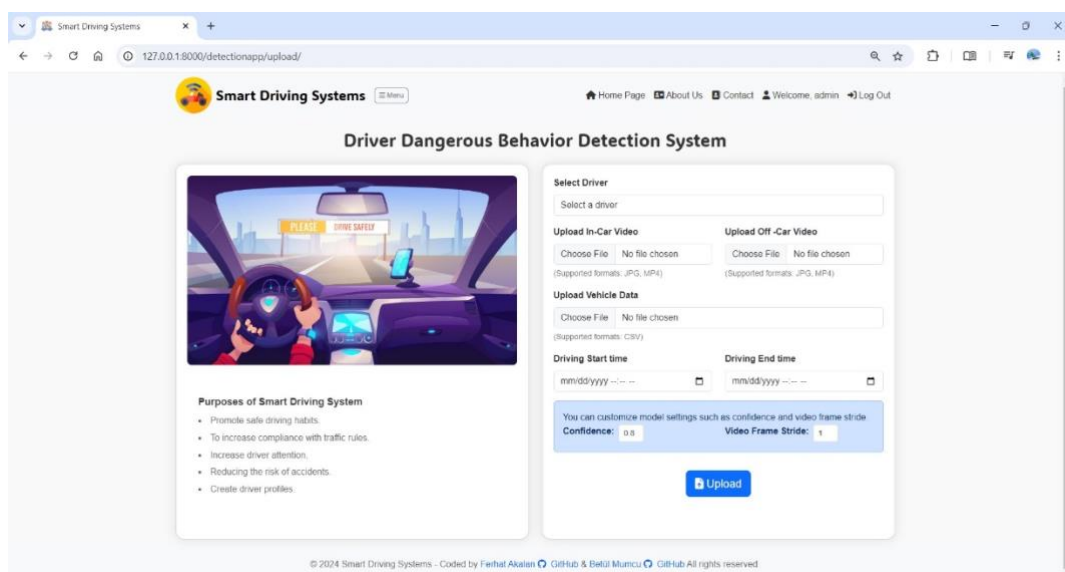 Smart Driving Systems
127.0.0.1:8000/detectionapp/upload/
Smart Driving Systems Menu
Home Page About Us Contact Welcome, admin Log Out
Driver Dangerous Behavior Detection System
PLEASE DRIVE SAFELY
Purposes of Smart Driving System
Promote safe driving habits.
To increase compliance with traffic rules.
Increase driver attention.
Reducing the risk of accidents.
Create driver profiles.
Select Driver
Select a driver
Upload In-Car Video Upload Off -Car Video
Choose File No file chosen Choose File No file chosen
(Supported formats: JPG, MP4) (Supported formats: JPG, MP4)
Upload Vehicle Data
Choose File No file chosen
(Supported formats: CSV)
Driving Start time Driving End time
mm/dd/yyyy --:-- -- mm/dd/yyyy --:-- --
You can customize model settings such as confidence and video frame stride
Confidence: 0.8 Video Frame Stride: 1
Upload
© 2024 Smart Driving Systems - Coded by Ferhat Akalan GitHub & Betül Mumcu GitHub All rights reserved